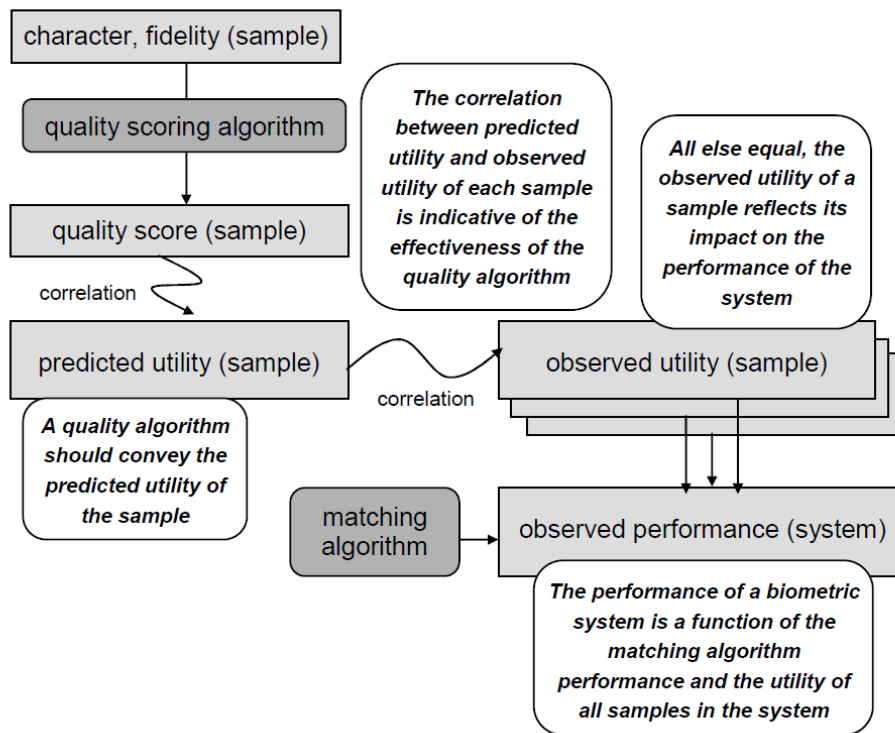 character, fidelity (sample)
quality scoring algorithm
quality score (sample)
correlation
predicted utility (sample)
A quality algorithm
should convey the
predicted utility of
the sample
The correlation
between predicted
utility and observed
utility of each sample
is indicative of the
effectiveness of the
quality algorithm
correlation
All else equal, the
observed utility of a
sample reflects its
impact on the
performance of the
system
observed utility (sample)
matching
algorithm
observed performance (system)
The performance of a biometric
system is a function of the
matching algorithm
performance and the utility of
all samples in the system